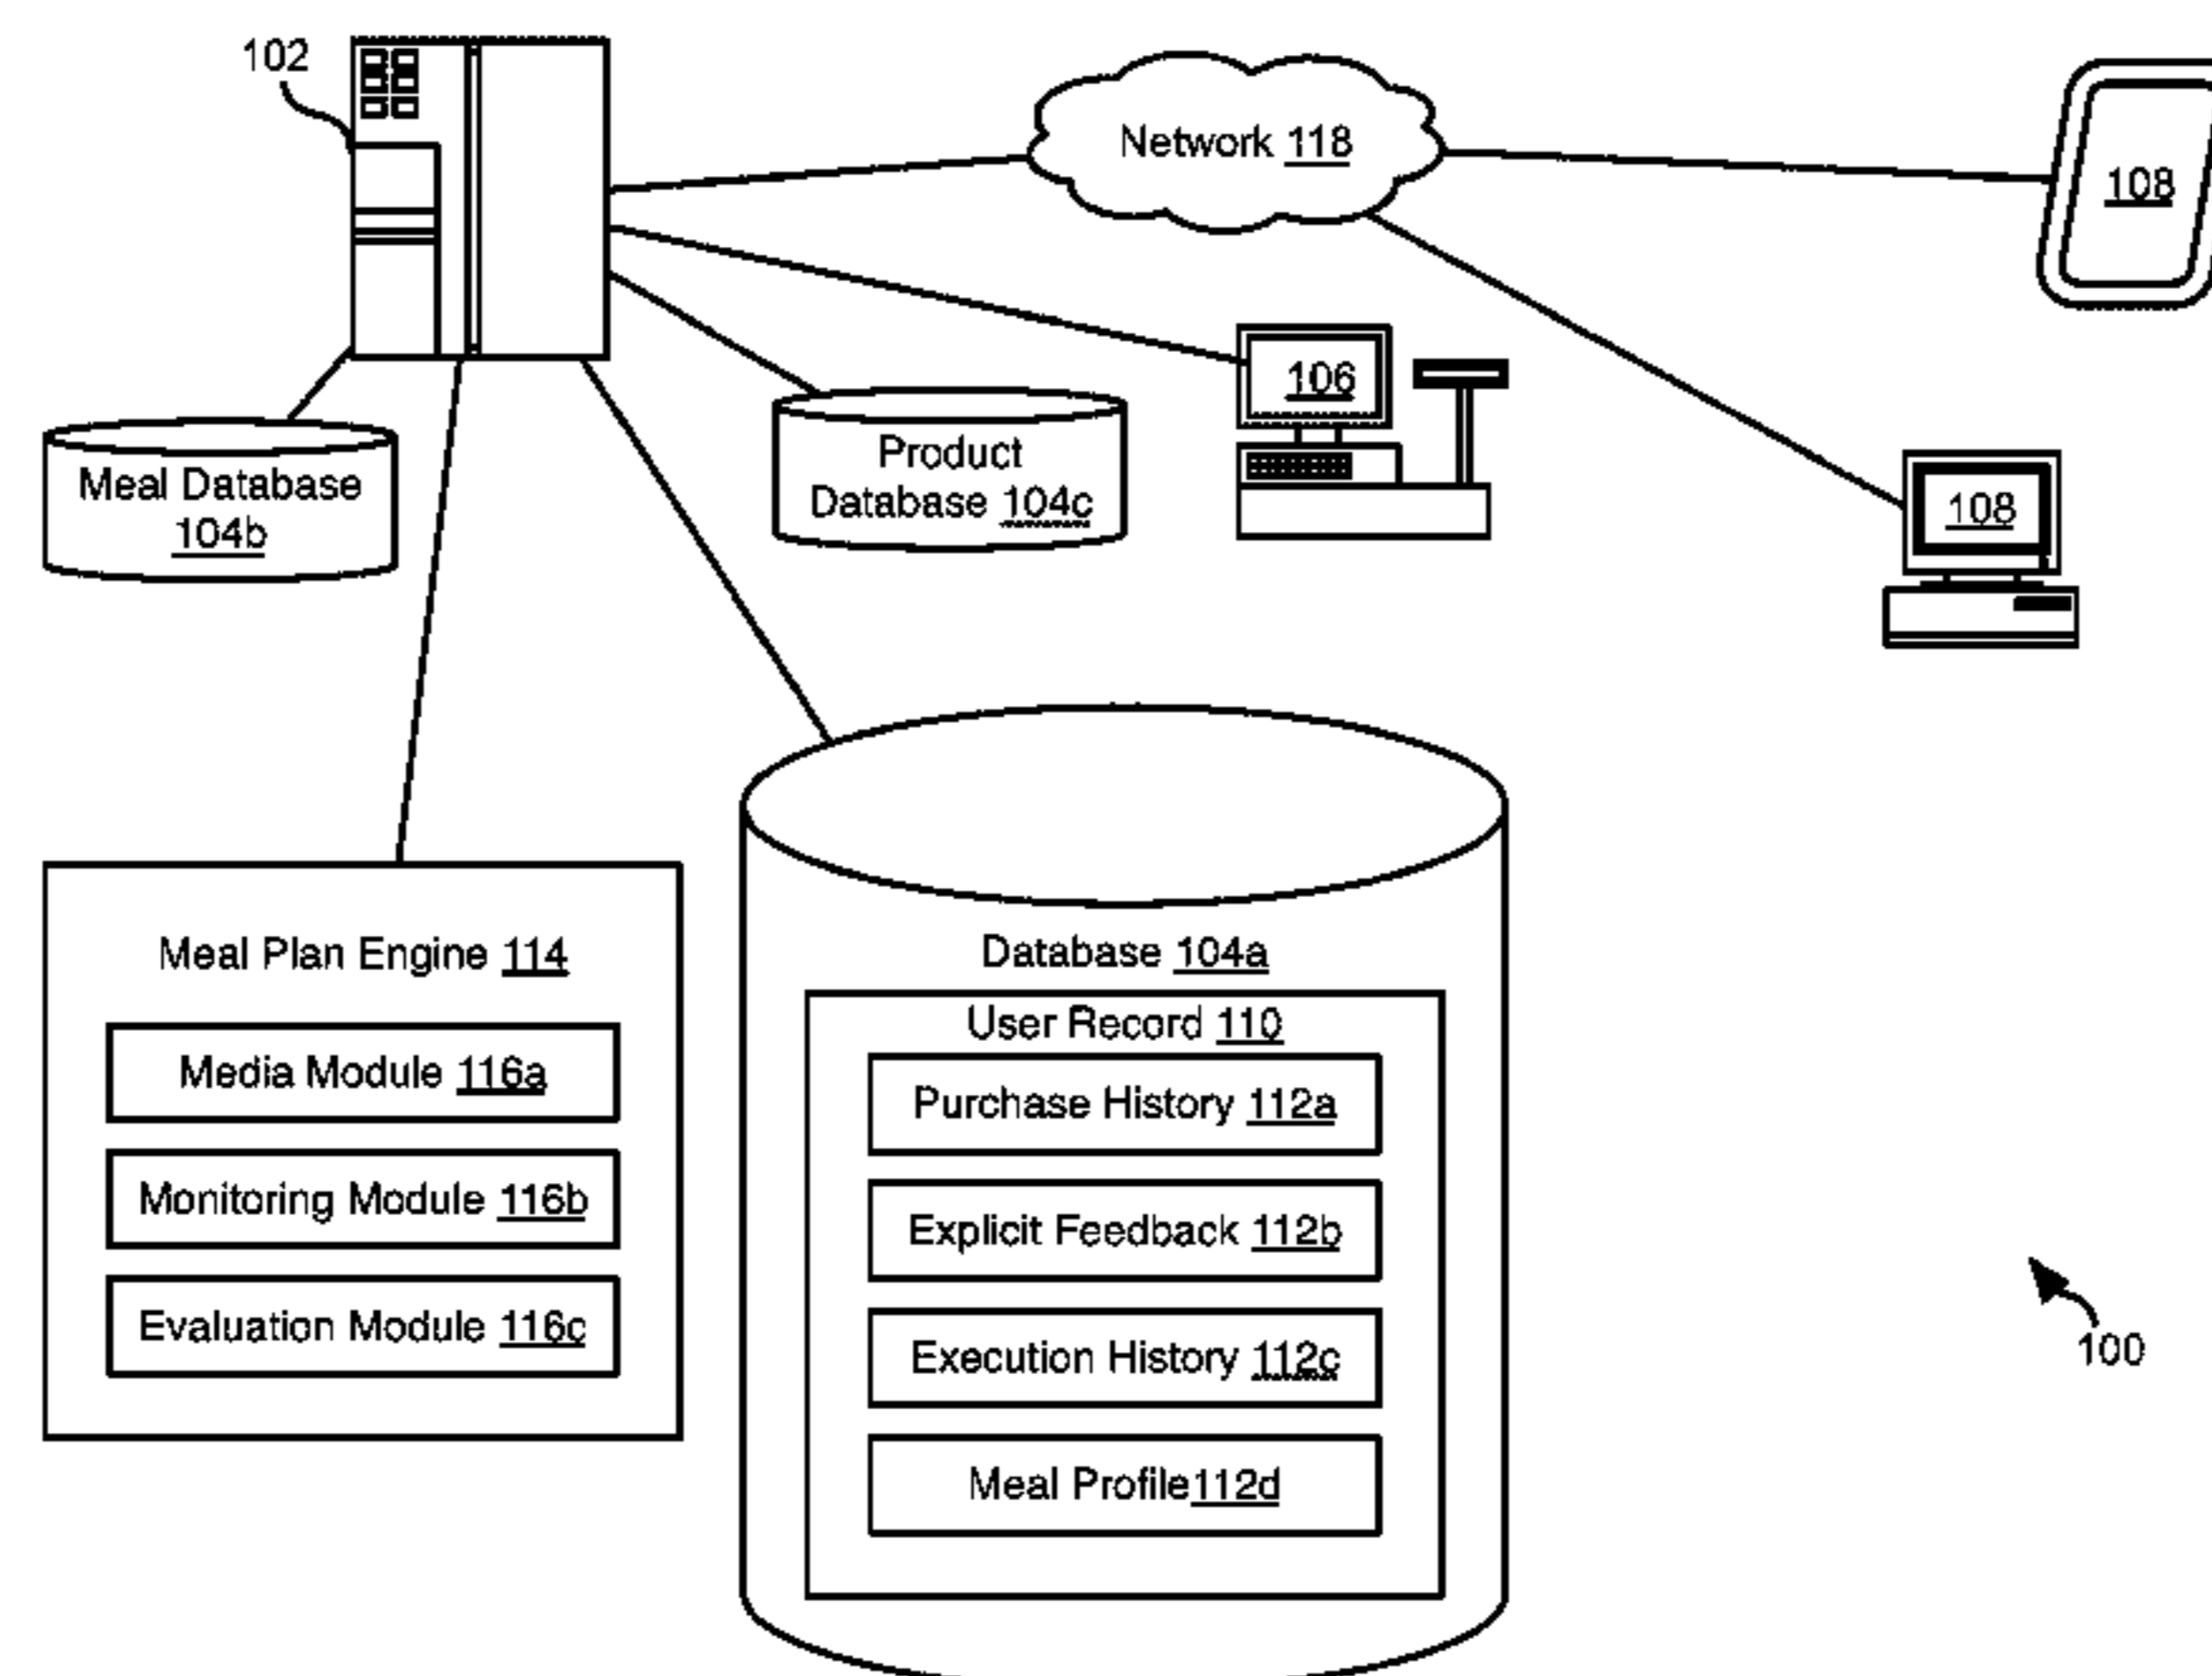 102
Network 118
108
106
Product
Database 104c
Meal Database
104b
108
Meal Plan Engine 114
Media Module 116a
Monitoring Module 116b
Evaluation Module 116c
Database 104a
User Record 110
Purchase History 112a
Explicit Feedback 112b
Execution History 112c
Meal Profile112d
100